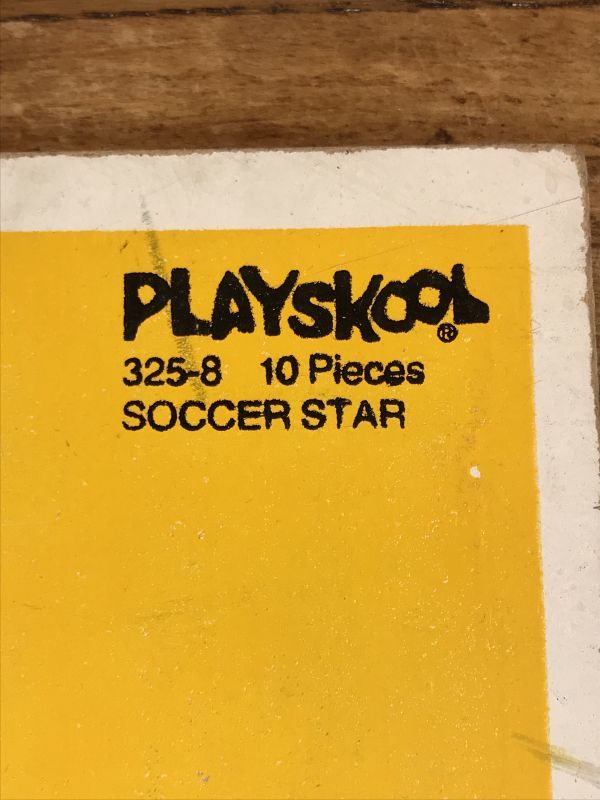 PLAYSKOOL®
325-8 10 Pieces
SOCCER STAR